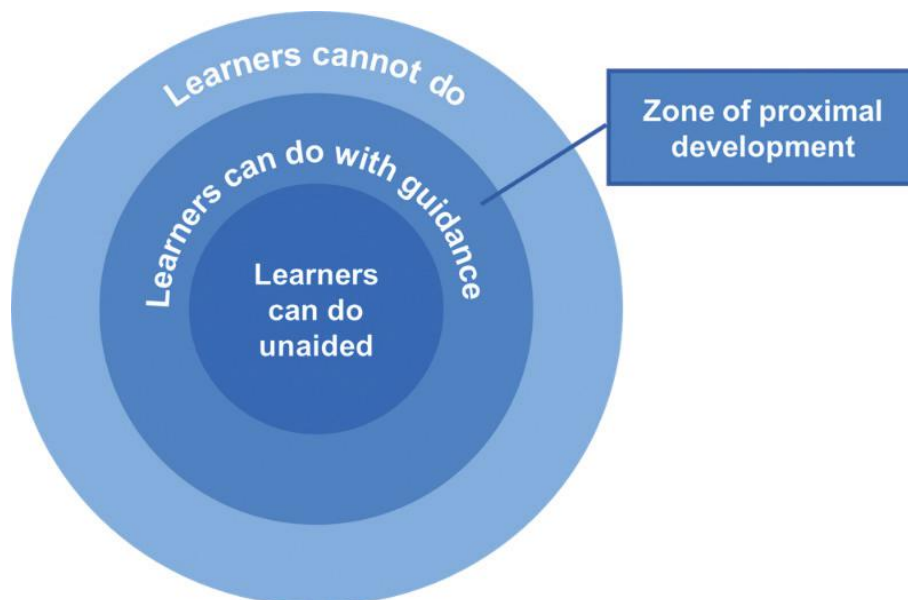 Learners cannot do
Learners can do with guidance
Learners
can do
unaided
Zone of proximal
development